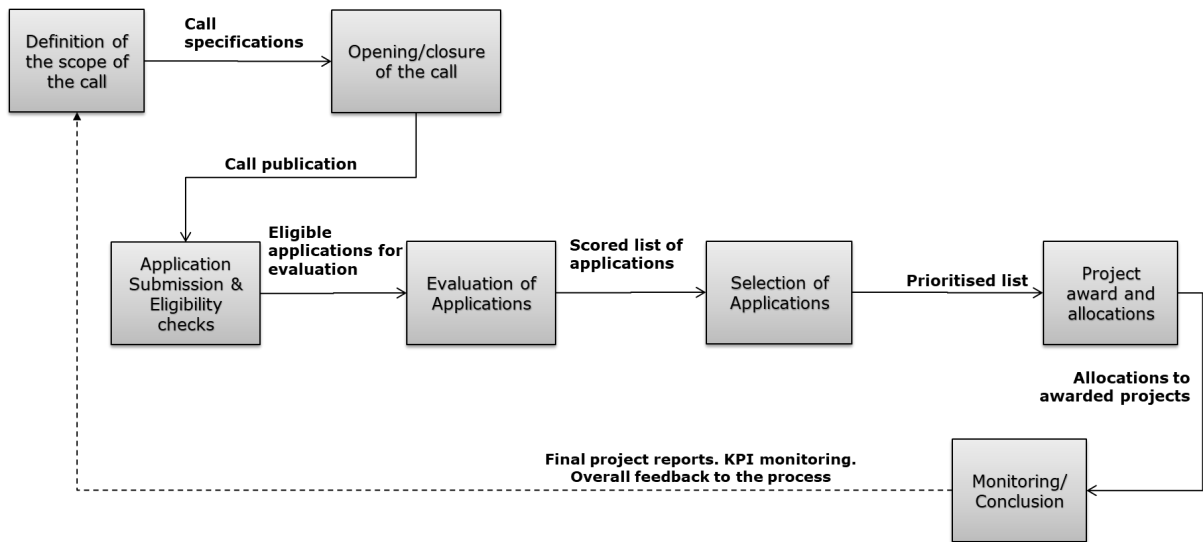 Definition of
the scope of
the call
Call
specifications
Opening/closure
of the call
Call publication
Application
Submission &
Eligibility
checks
Eligible
applications for
evaluation
Evaluation of
Applications
Scored list of
applications
Selection of
Applications
Prioritised list
Project
award and
allocations
Allocations to
awarded projects
Monitoring/
Conclusion
Final project reports. KPI monitoring.
Overall feedback to the process